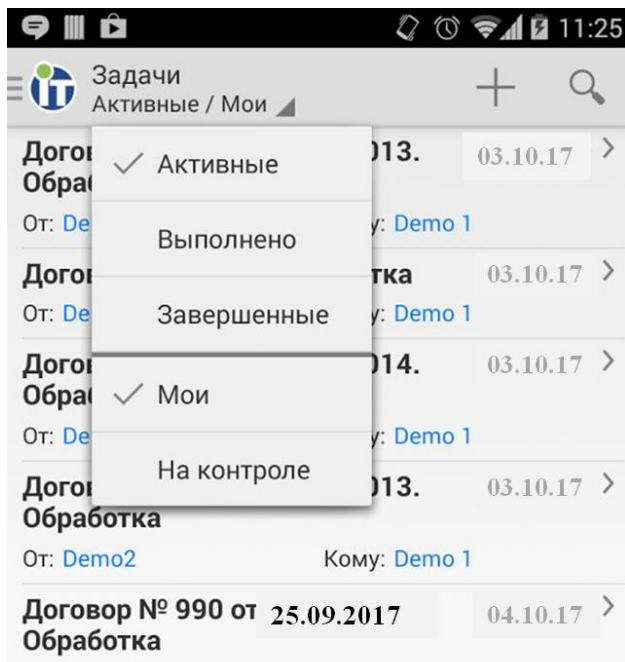 11:25
iT
Задачи
Активные / Мои
03.10.17
От:
Demo 1
Активные
Выполнено
Завершенные
Мои
На контроле
03.10.17
От:
Demo 1
03.10.17
От:
Demo 1
03.10.17
Обработка
От: Demo2 Кому: Demo 1
Договор № 990 от 25.09.2017 04.10.17
Обработка